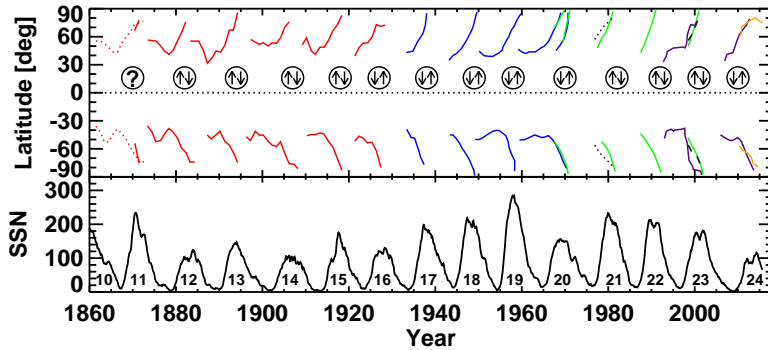 90
60
30
0
-30
-60
-90
Latitude [deg]
?
↑↓ ↑↓ ↑↓ ↑↓ ↓↑ ↓↑ ↓↑ ↓↑ ↓↑ ↑↓ ↑↓ ↑↓ ↓↑
300
200
100
0
SSN
10 11 12 13 14 15 16 17 18 19 20 21 22 23 24
1860 1880 1900 1920 1940 1960 1980 2000
Year